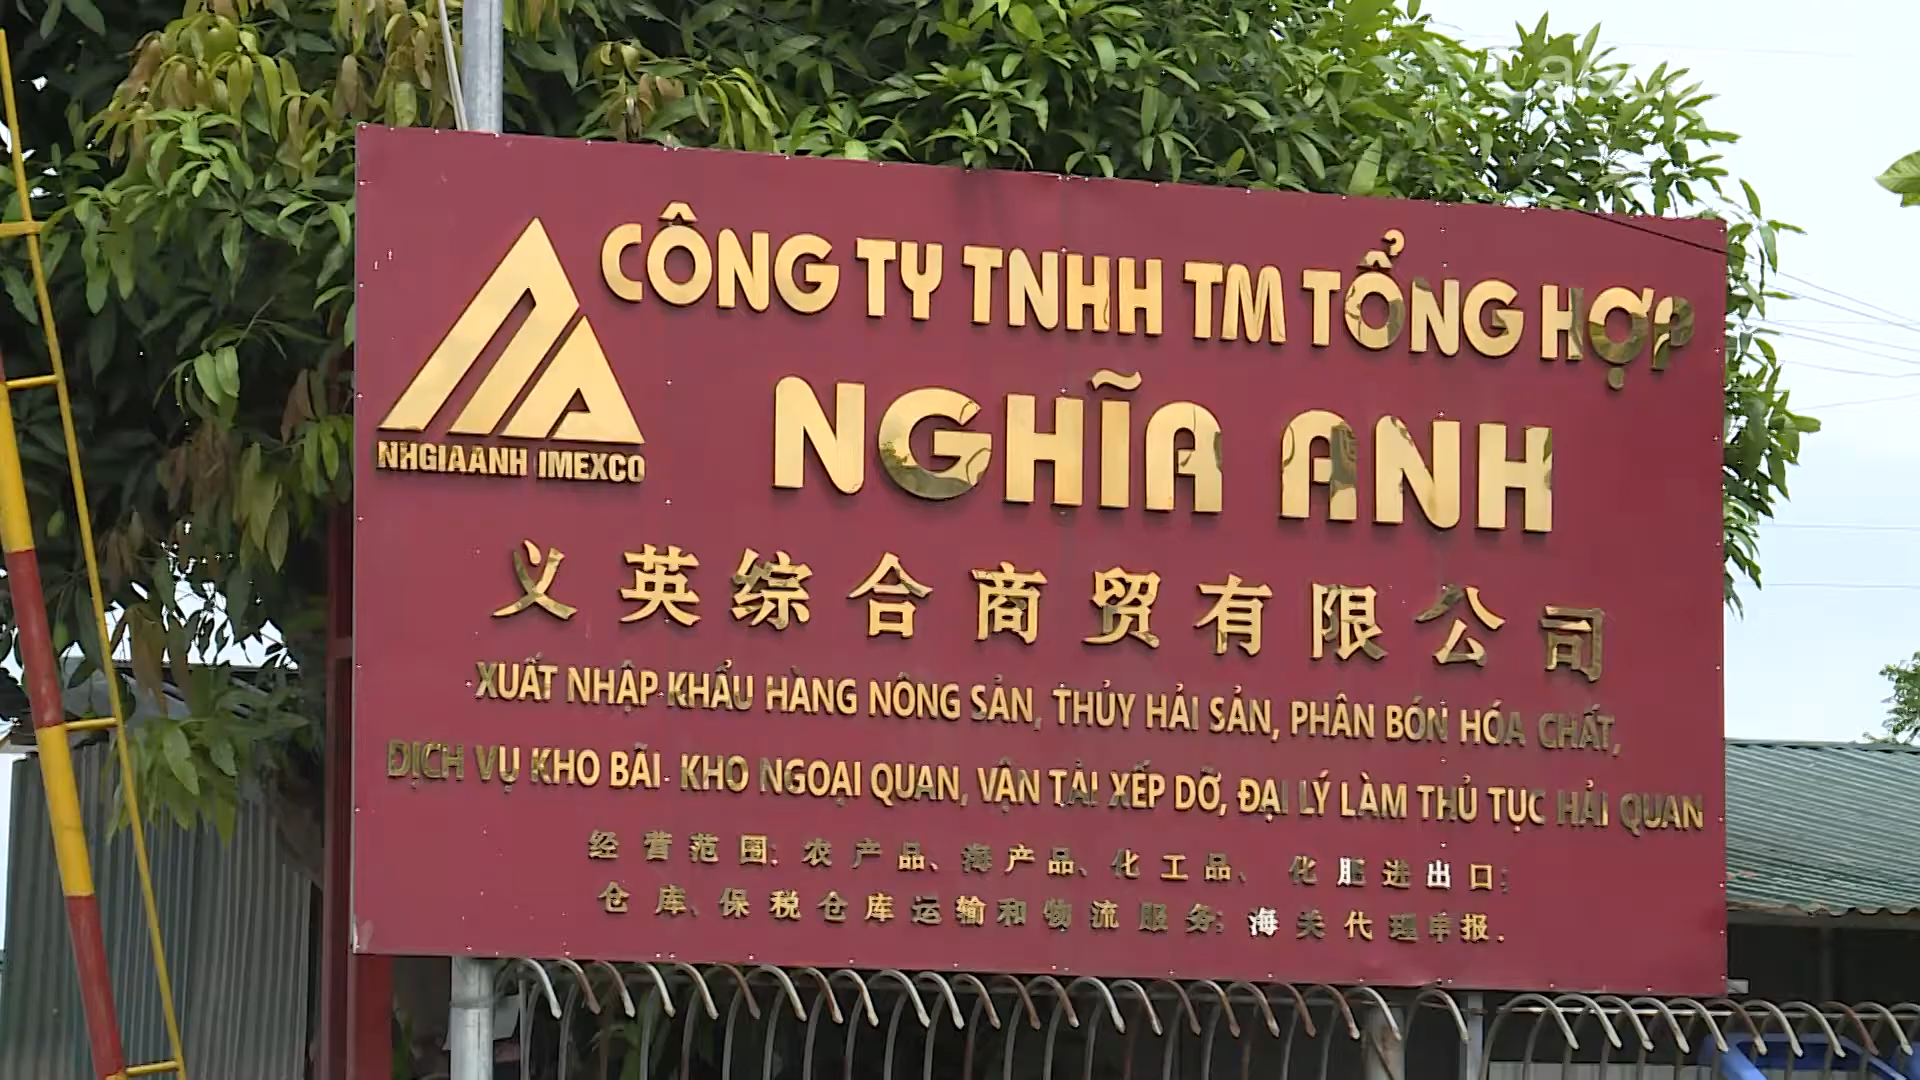 CÔNG TY TNHH TM TỔNG HỢP
NGHĨA ANH
NHGIAANH IMEXCO
义英综合商贸有限公司
XUẤT NHẬP KHẨU HÀNG NÔNG SẢN, THỦY HẢI SẢN, PHÂN BÓN HÓA CHẤT,
ĐỊCH VỤ KHO BÃI - KHO NGOẠI QUAN, VẬN TẢI XẾP DỠ, ĐẠI LÝ LÀM THỦ TỤC HẢI QUAN
经营范围: 农产品、海产品、化工品、化肥进出口;
仓库、保税仓库运输和物流服务; 海关代理申报.